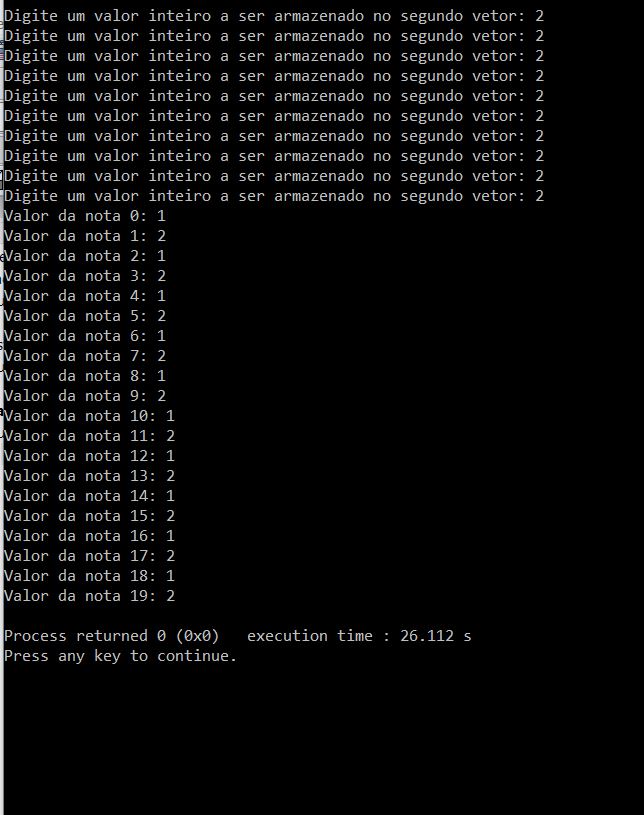 Digite um valor inteiro a ser armazenado no segundo vetor: 2
Digite um valor inteiro a ser armazenado no segundo vetor: 2
Digite um valor inteiro a ser armazenado no segundo vetor: 2
Digite um valor inteiro a ser armazenado no segundo vetor: 2
Digite um valor inteiro a ser armazenado no segundo vetor: 2
Digite um valor inteiro a ser armazenado no segundo vetor: 2
Digite um valor inteiro a ser armazenado no segundo vetor: 2
Digite um valor inteiro a ser armazenado no segundo vetor: 2
Digite um valor inteiro a ser armazenado no segundo vetor: 2
Digite um valor inteiro a ser armazenado no segundo vetor: 2
Valor da nota 0: 1
Valor da nota 1: 2
Valor da nota 2: 1
Valor da nota 3: 2
Valor da nota 4: 1
Valor da nota 5: 2
Valor da nota 6: 1
Valor da nota 7: 2
Valor da nota 8: 1
Valor da nota 9: 2
Valor da nota 10: 1
Valor da nota 11: 2
Valor da nota 12: 1
Valor da nota 13: 2
Valor da nota 14: 1
Valor da nota 15: 2
Valor da nota 16: 1
Valor da nota 17: 2
Valor da nota 18: 1
Valor da nota 19: 2
Process returned 0 (0x0)   execution time : 26.112 s
Press any key to continue.